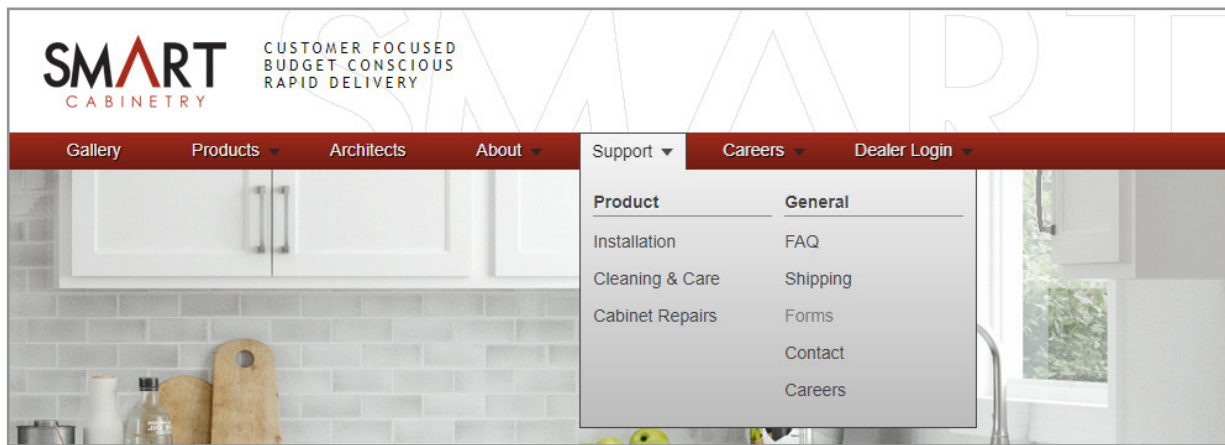 SMART
CABINETRY
CUSTOMER FOCUSED
BUDGET CONSCIOUS
RAPID DELIVERY
SMART
Gallery Products Architects About Support Careers Dealer Login
Product General
Installation FAQ
Cleaning & Care Shipping
Cabinet Repairs Forms
Contact
Careers